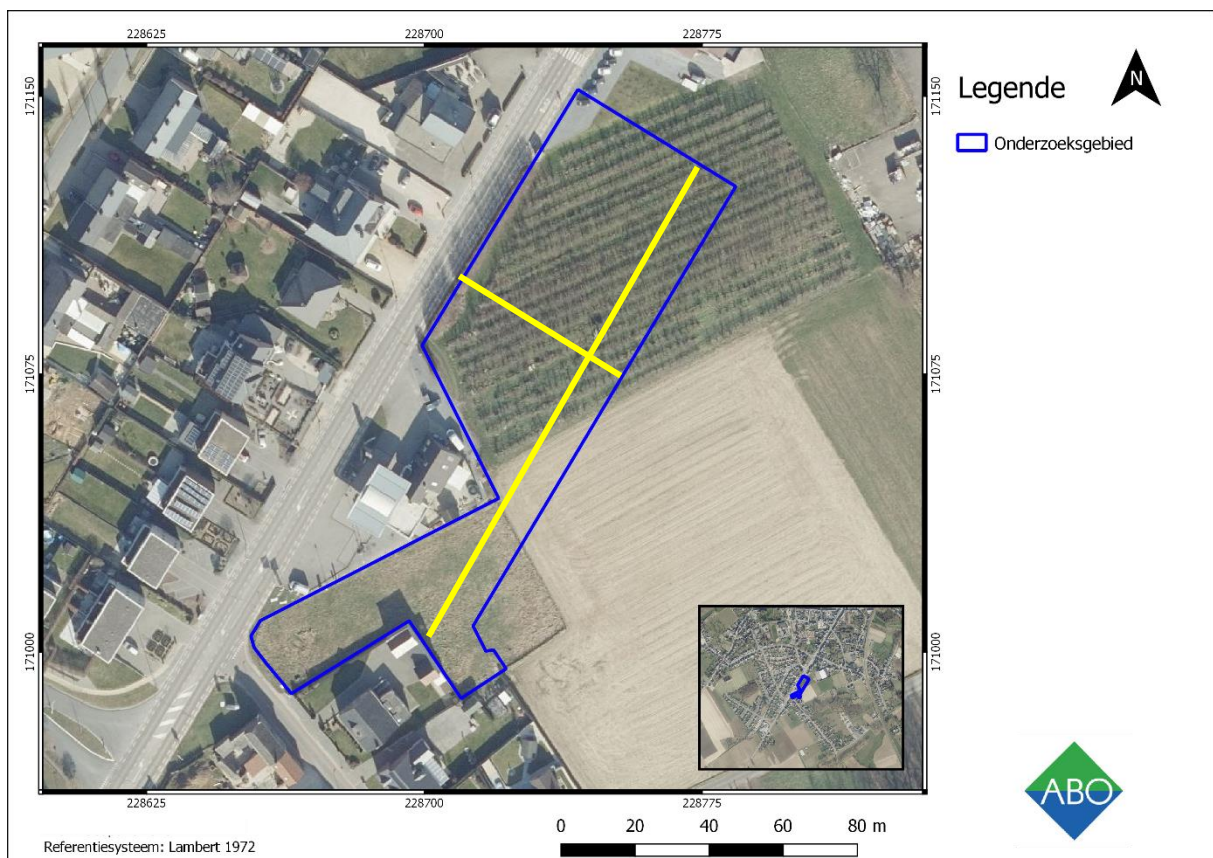 228625 228700 228775
171150 171150
Legende
N
Onderzoeksgebied
171075 171075
171000 171000
228625 228700 228775
ABO
0 20 40 60 80 m
Referentiesysteem: Lambert 1972